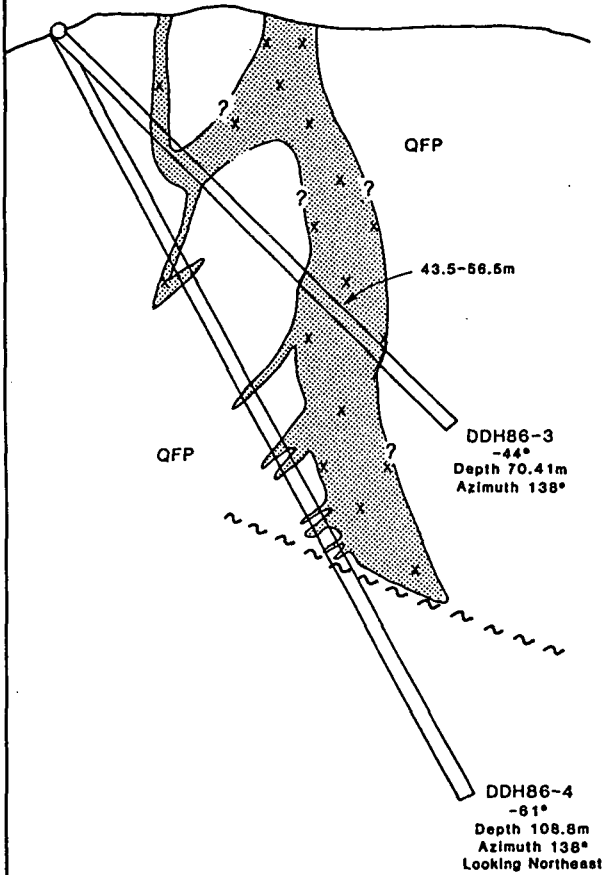 ?
QFP
?
?
43.5-56.5m
DDH86-3
-44°
Depth 70.41m
Azimuth 138°
QFP
?
DDH86-4
-61°
Depth 108.8m
Azimuth 138°
Looking Northeast